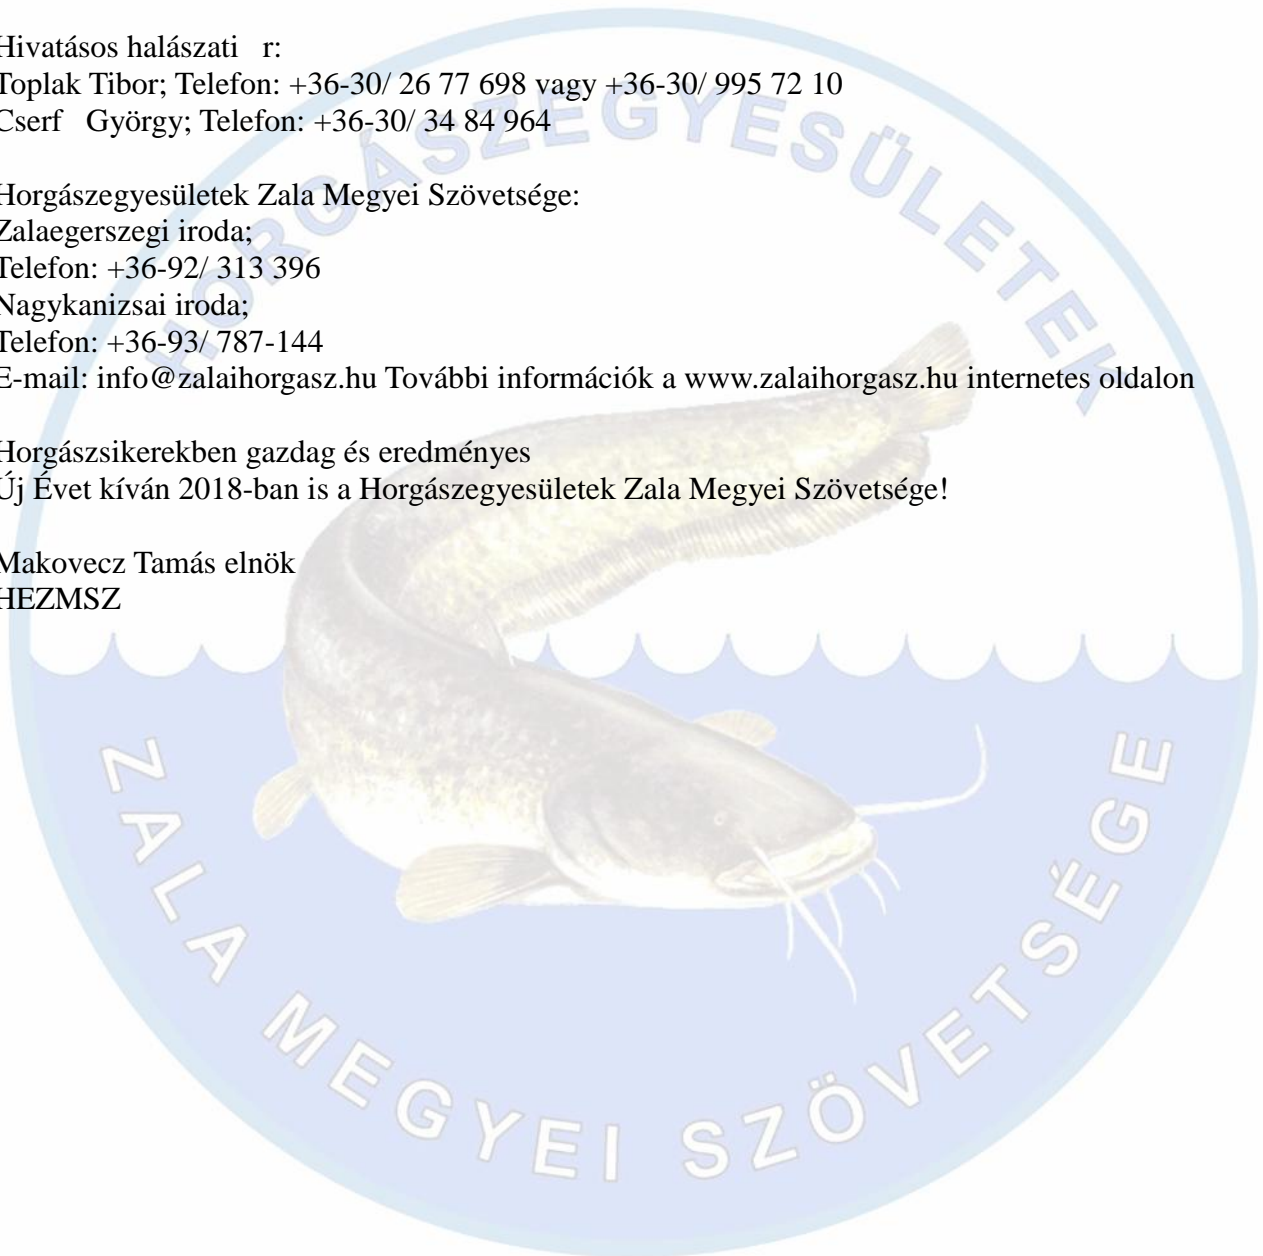 Hivatásos halászati r:
Toplak Tibor; Telefon: +36-30/ 26 77 698 vagy +36-30/ 995 72 10
Cserf György; Telefon: +36-30/ 34 84 964
Horgászegyesületek Zala Megyei Szövetsége:
Zalaegerszegi iroda;
Telefon: +36-92/ 313 396
Nagykanizsai iroda;
Telefon: +36-93/ 787-144
E-mail: info@zalaihorgasz.hu További információk a www.zalaihorgasz.hu internetes oldalon
Horgászsikerekben gazdag és eredményes
Új Évet kíván 2018-ban is a Horgászegyesületek Zala Megyei Szövetsége!
Makovecz Tamás elnök
HEZMSZ
HORGÁSZEGYESÜLETEK
ZALA MEGYEI SZÖVETSÉGE